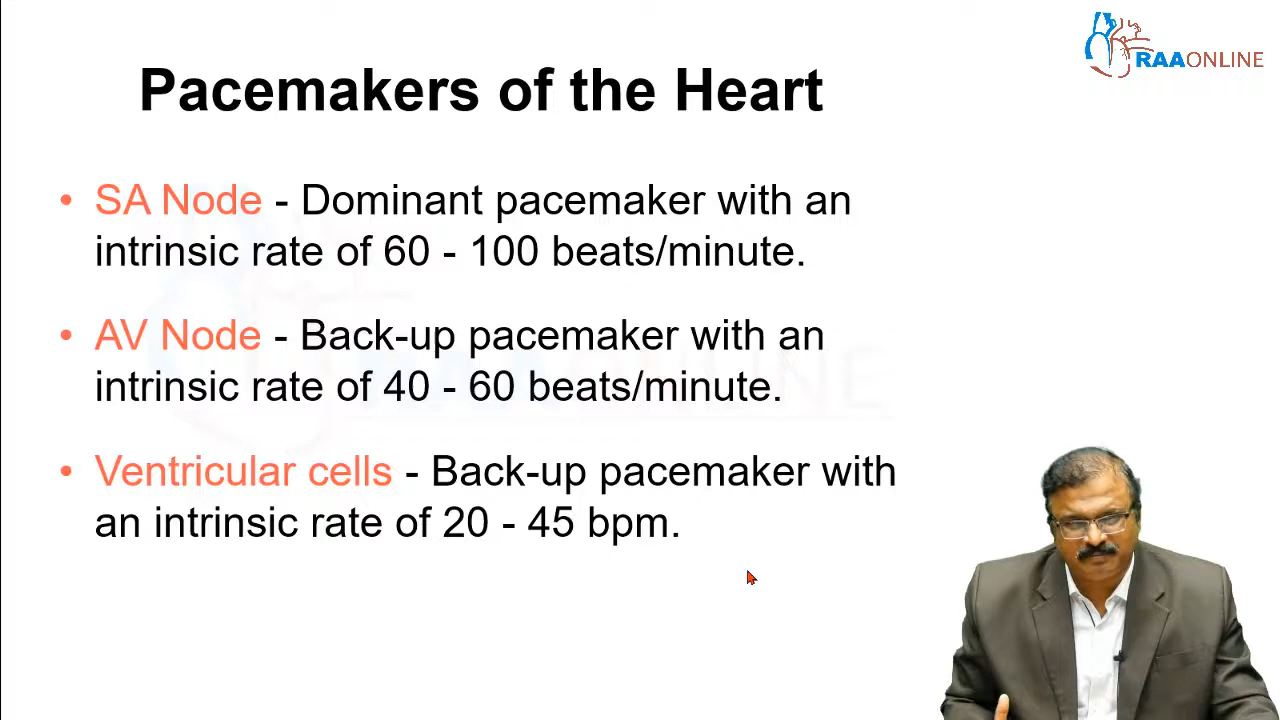 RAAONLINE
Pacemakers of the Heart
• SA Node - Dominant pacemaker with an
intrinsic rate of 60 - 100 beats/minute.
• AV Node - Back-up pacemaker with an
intrinsic rate of 40 - 60 beats/minute.
• Ventricular cells - Back-up pacemaker with
an intrinsic rate of 20 - 45 bpm.